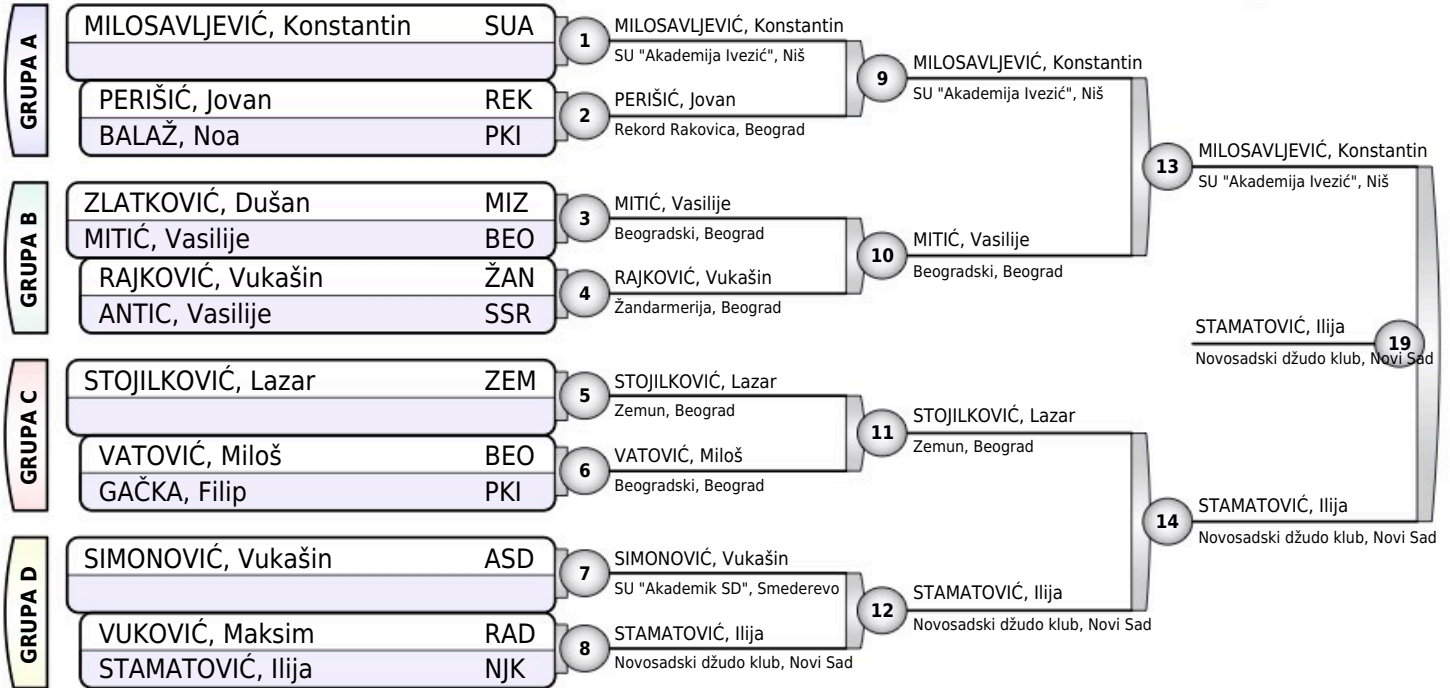 GRUPA A
MILOSAVLJEVIĆ, Konstantin SUA
PERIŠIĆ, Jovan REK
BALAŽ, Noa PKI
GRUPA B
ZLATKOVIĆ, Dušan MIZ
MITIĆ, Vasilije BEO
RAJKOVIĆ, Vukašin ŽAN
ANTIC, Vasilije SSR
GRUPA C
STOJILKOVIĆ, Lazar ZEM
VATOVIĆ, Miloš BEO
GAČKA, Filip PKI
GRUPA D
SIMONOVIĆ, Vukašin ASD
VUKOVIĆ, Maksim RAD
STAMATOVIĆ, Ilija NJK
1
MILOSAVLJEVIĆ, Konstantin
SU "Akademija Ivezić", Niš
2
PERIŠIĆ, Jovan
Rekord Rakovica, Beograd
3
MITIĆ, Vasilije
Beogradski, Beograd
4
RAJKOVIĆ, Vukašin
Žandarmerija, Beograd
5
STOJILKOVIĆ, Lazar
Zemun, Beograd
6
VATOVIĆ, Miloš
Beogradski, Beograd
7
SIMONOVIĆ, Vukašin
SU "Akademik SD", Smederevo
8
STAMATOVIĆ, Ilija
Novosadski džudo klub, Novi Sad
9
MILOSAVLJEVIĆ, Konstantin
SU "Akademija Ivezić", Niš
10
MITIĆ, Vasilije
Beogradski, Beograd
11
STOJILKOVIĆ, Lazar
Zemun, Beograd
12
STAMATOVIĆ, Ilija
Novosadski džudo klub, Novi Sad
13
MILOSAVLJEVIĆ, Konstantin
SU "Akademija Ivezić", Niš
14
STAMATOVIĆ, Ilija
Novosadski džudo klub, Novi Sad
19
STAMATOVIĆ, Ilija
Novosadski džudo klub, Novi Sad